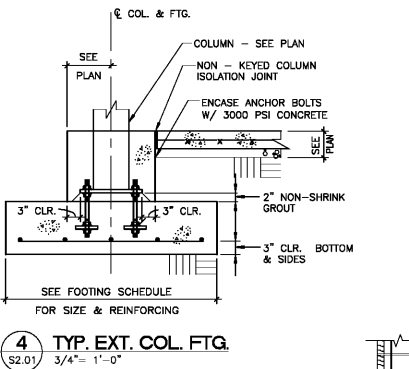 ℄ COL. & FTG.
SEE
PLAN
COLUMN - SEE PLAN
NON - KEYED COLUMN
ISOLATION JOINT
ENCASE ANCHOR BOLTS
W/ 3000 PSI CONCRETE
SEE
PLAN
3" CLR.
3" CLR.
2" NON-SHRINK
GROUT
3" CLR. BOTTOM
& SIDES
SEE FOOTING SCHEDULE
FOR SIZE & REINFORCING
4
S2.01
TYP. EXT. COL. FTG.
3/4"= 1'-0"